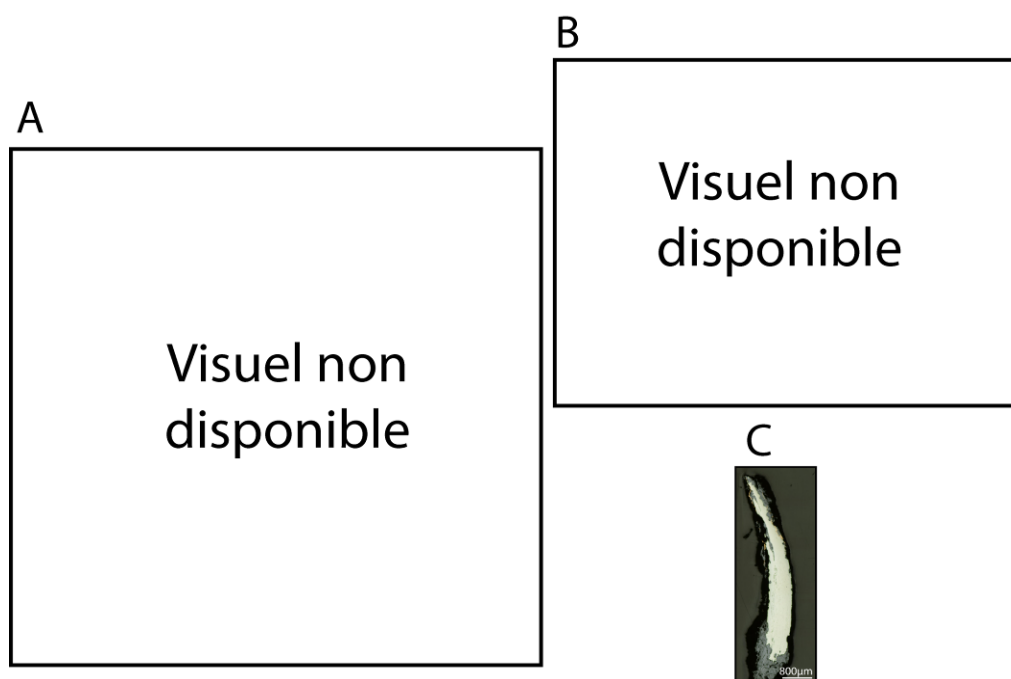 A
Visuel non
disponible
B
Visuel non
disponible
C
800µm